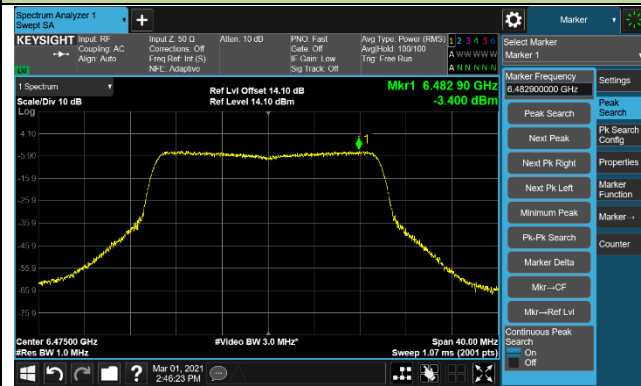 Spectrum Analyzer 1
Swept SA
+
Marker
KEYSIGHT
Input: RF
Coupling: AC
Align: Auto
Input Z: 50 Ω
Corrections: Off
Freq Ref: Int (S)
NFE: Adaptive
Atten: 10 dB
PNO: Fast
Gate: Off
IF Gain: Low
Sig Track: Off
Avg Type: Power (RMS)
Avg|Hold: 100/100
Trig: Free Run
1 2 3 4 5 6
A W W W W W
A N N N N N
LW
Select Marker
Marker 1
1 Spectrum
Scale/Div 10 dB
Log
Ref Lvl Offset 14.10 dB
Ref Level 14.10 dBm
Mkr1 6.482 90 GHz
-3.400 dBm
4.10
-5.90
-15.9
-25.9
-35.9
-45.9
-55.9
-65.9
-75.9
1
Center 6.47500 GHz
#Res BW 1.0 MHz
#Video BW 3.0 MHz*
Span 40.00 MHz
Sweep 1.07 ms (2001 pts)
Marker Frequency
6.482900000 GHz
Peak Search
Next Peak
Next Pk Right
Next Pk Left
Minimum Peak
Pk-Pk Search
Marker Delta
Mkr→CF
Mkr→Ref Lvl
Continuous Peak
Search
On
Off
Settings
Peak
Search
Pk Search
Config
Properties
Marker
Function
Marker→
Counter
?
Mar 01, 2021
2:46:23 PM